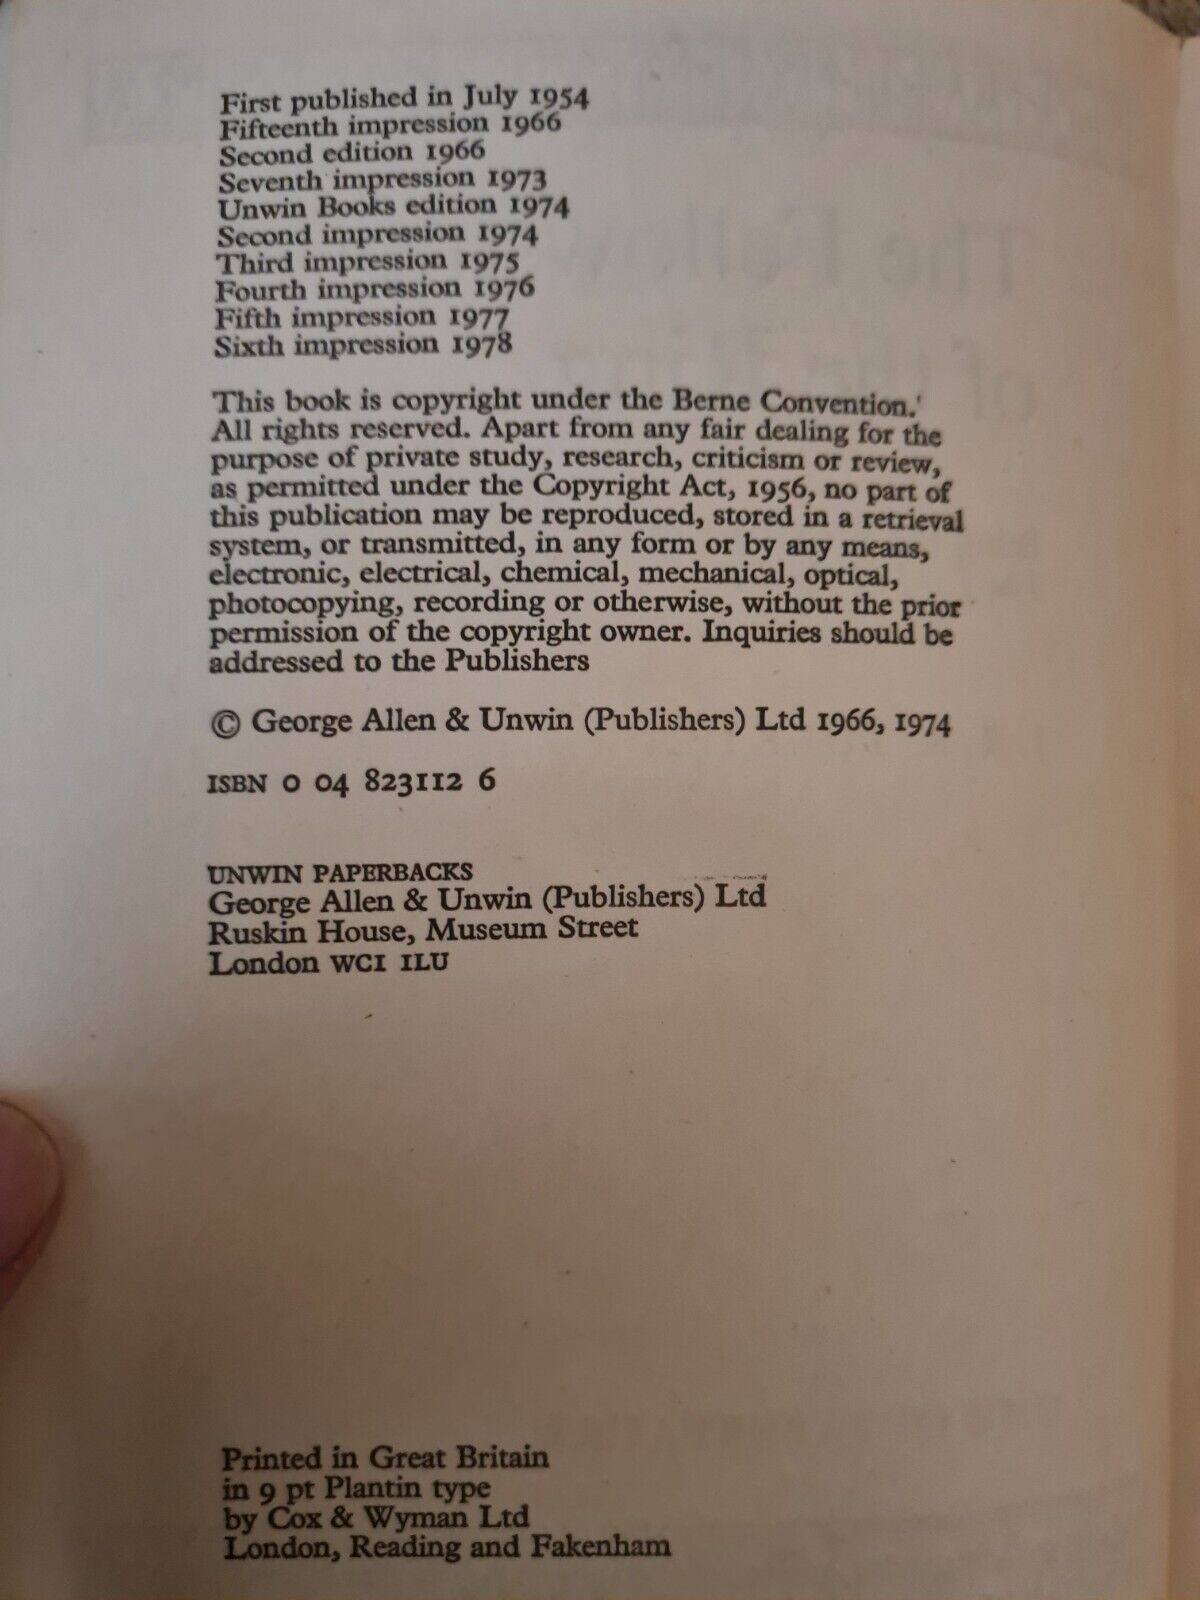 First published in July 1954
Fifteenth impression 1966
Second edition 1966
Seventh impression 1973
Unwin Books edition 1974
Second impression 1974
Third impression 1975
Fourth impression 1976
Fifth impression 1977
Sixth impression 1978
This book is copyright under the Berne Convention.
All rights reserved. Apart from any fair dealing for the
purpose of private study, research, criticism or review,
as permitted under the Copyright Act, 1956, no part of
this publication may be reproduced, stored in a retrieval
system, or transmitted, in any form or by any means,
electronic, electrical, chemical, mechanical, optical,
photocopying, recording or otherwise, without the prior
permission of the copyright owner. Inquiries should be
addressed to the Publishers
© George Allen & Unwin (Publishers) Ltd 1966, 1974
ISBN 0 04 823112 6
UNWIN PAPERBACKS
George Allen & Unwin (Publishers) Ltd
Ruskin House, Museum Street
London WC1 1LU
Printed in Great Britain
in 9 pt Plantin type
by Cox & Wyman Ltd
London, Reading and Fakenham